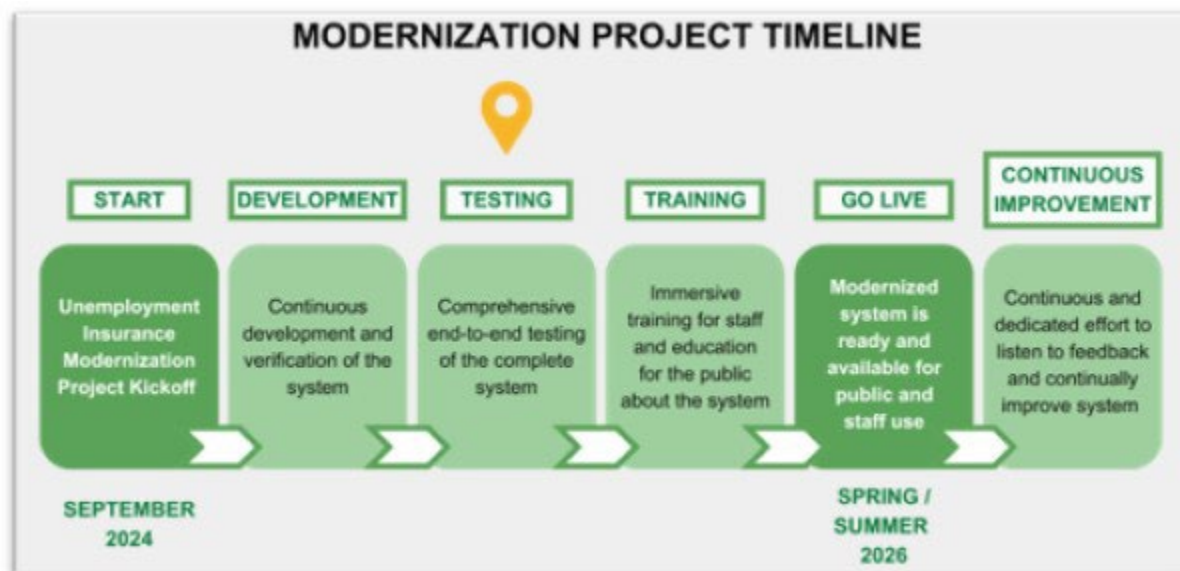 MODERNIZATION PROJECT TIMELINE
START
Unemployment
Insurance
Modernization
Project Kickoff
SEPTEMBER
2024
DEVELOPMENT
Continuous
development and
verification of the
system
TESTING
Comprehensive
end-to-end testing
of the complete
system
TRAINING
Immersive
training for staff
and education
for the public
about the system
GO LIVE
Modernized
system is
ready and
available for
public and
staff use
SPRING /
SUMMER
2026
CONTINUOUS
IMPROVEMENT
Continuous and
dedicated effort to
listen to feedback
and continually
improve system